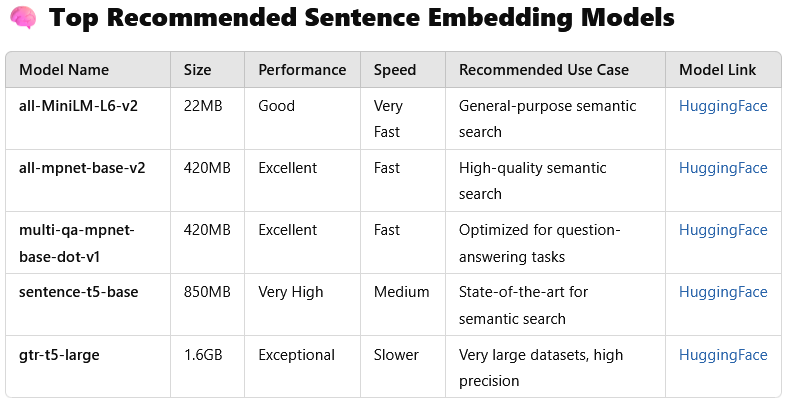 🧠 Top Recommended Sentence Embedding Models
Model Name Size Performance Speed Recommended Use Case Model Link
all-MiniLM-L6-v2 22MB Good Very Fast General-purpose semantic search HuggingFace
all-mpnet-base-v2 420MB Excellent Fast High-quality semantic search HuggingFace
multi-qa-mpnet-base-dot-v1 420MB Excellent Fast Optimized for question-answering tasks HuggingFace
sentence-t5-base 850MB Very High Medium State-of-the-art for semantic search HuggingFace
gtr-t5-large 1.6GB Exceptional Slower Very large datasets, high precision HuggingFace